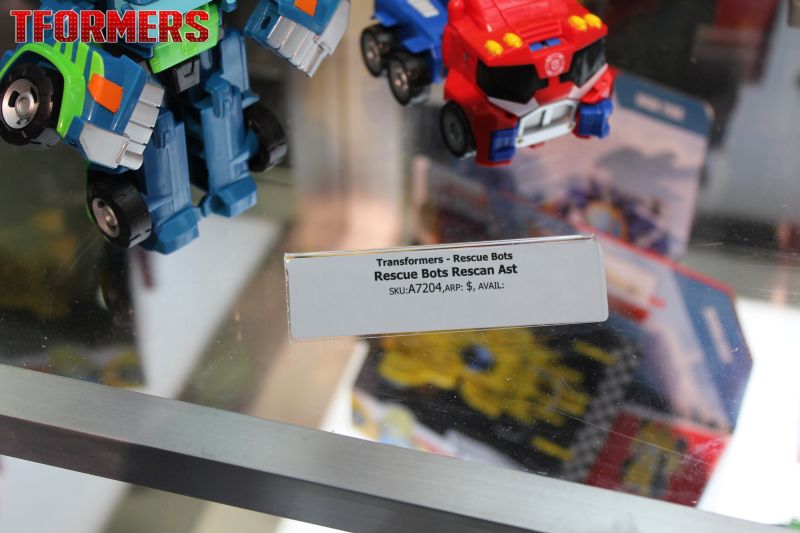 TFORMERS
Transformers - Rescue Bots
Rescue Bots Rescan Ast
SKU:A7204,ARP: $, AVAIL: